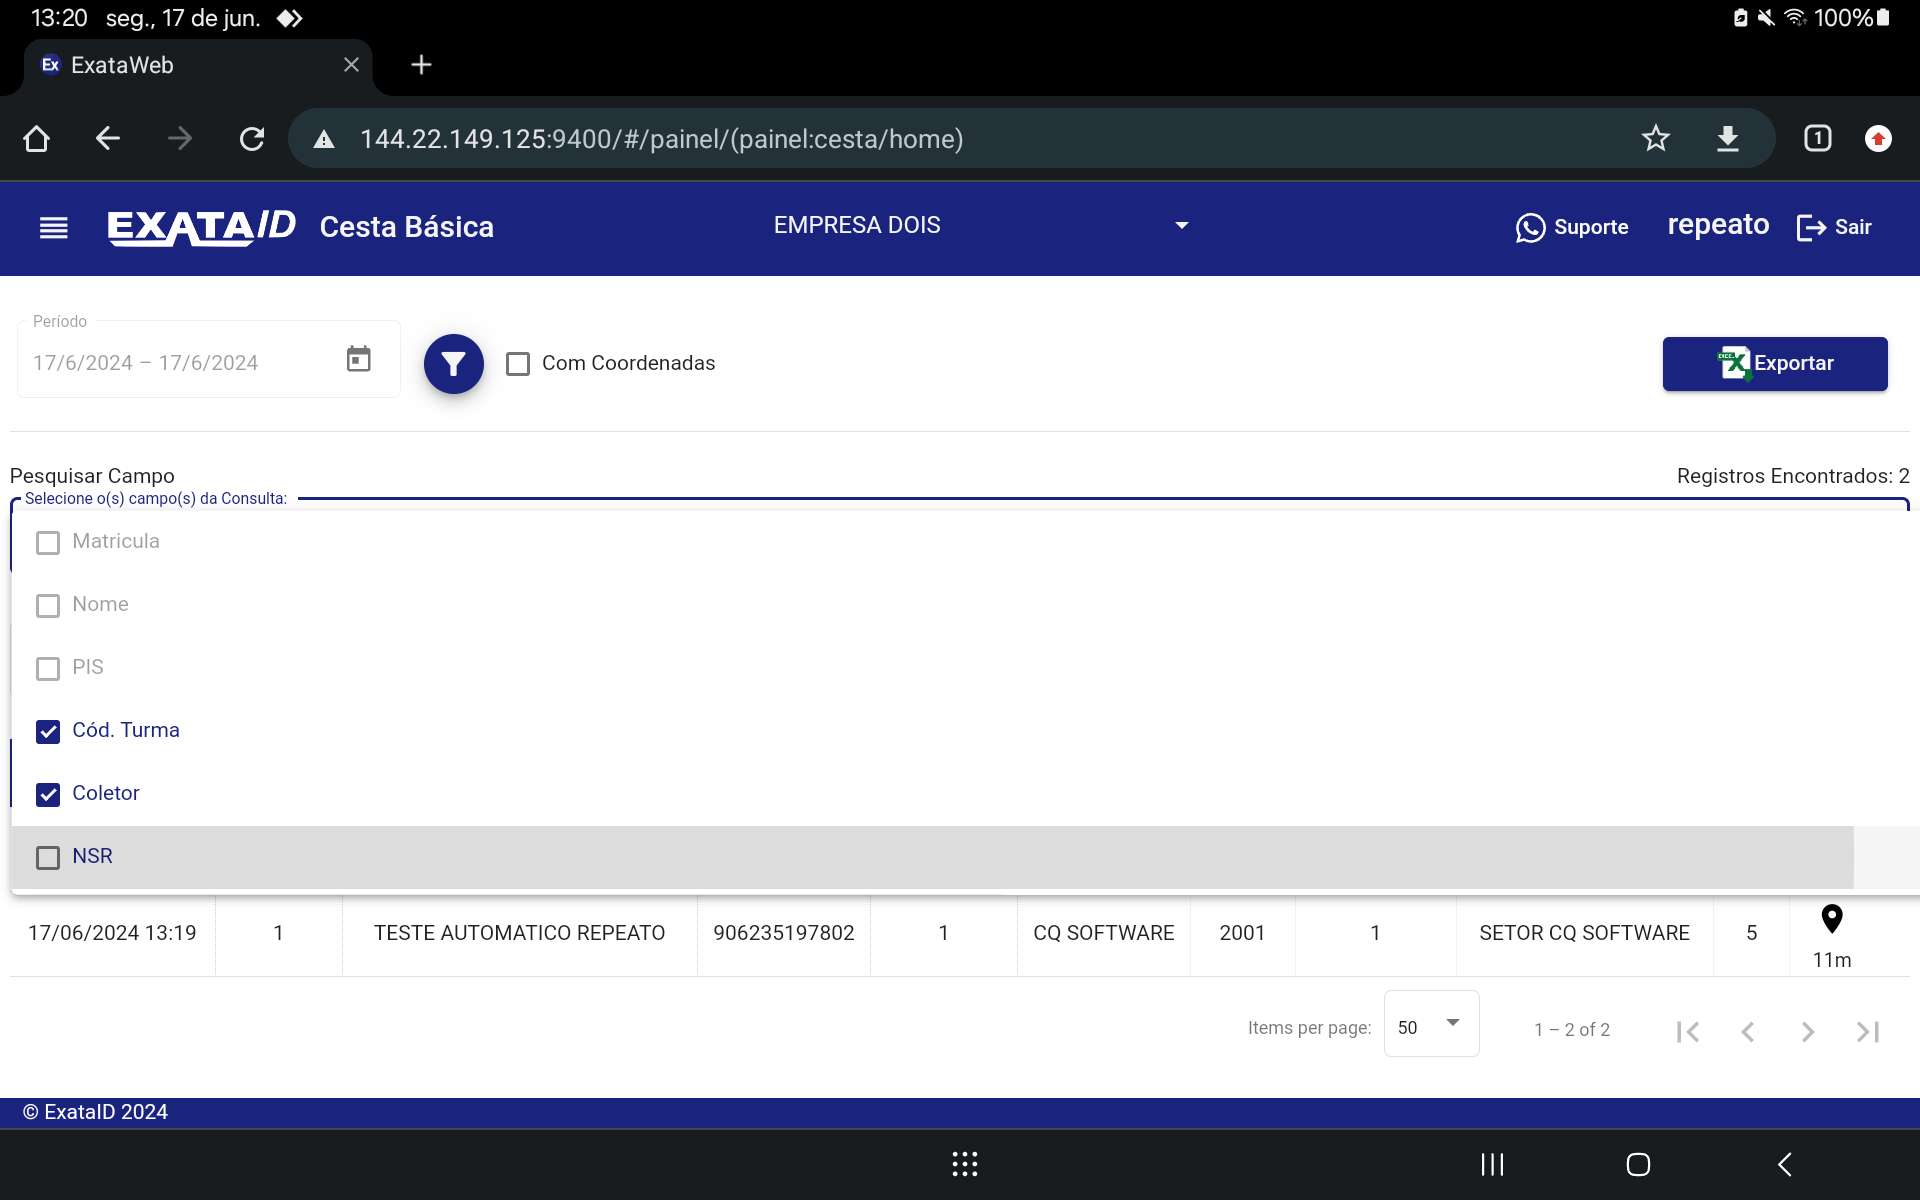 13:20 seg., 17 de jun. 100%
Ex ExataWeb
144.22.149.125:9400/#/painel/(painel:cesta/home) 1
EXATA ID Cesta Básica EMPRESA DOIS Suporte repeato Sair
Período
17/6/2024 – 17/6/2024 Com Coordenadas Exportar
Pesquisar Campo Registros Encontrados: 2
Selecione o(s) campo(s) da Consulta:
Matricula
Nome
PIS
Cód. Turma
Coletor
NSR
17/06/2024 13:19 1 TESTE AUTOMATICO REPEATO 906235197802 1 CQ SOFTWARE 2001 1 SETOR CQ SOFTWARE 5
11m
Items per page: 50 1 – 2 of 2
© ExataID 2024